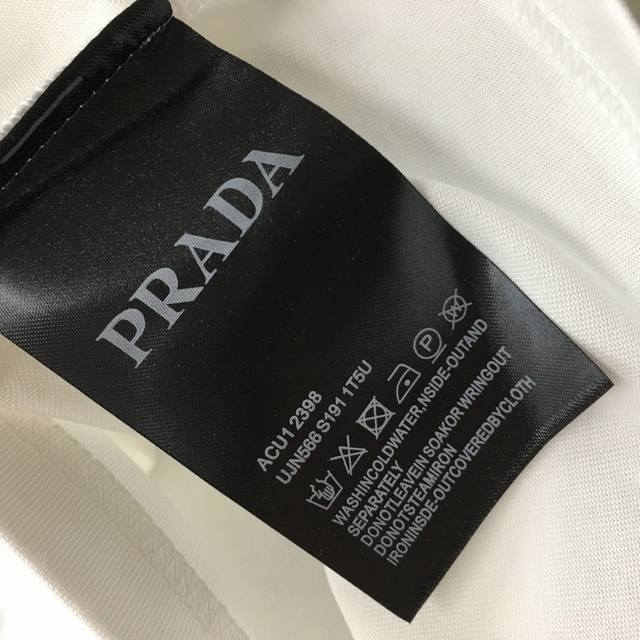 PRADA
ACU1 2398
UJN566 S191 1T5U
WASHINCOLDWATER,NSIDE-OUTAND
SEPARATELY
DONOTLEAVEIN SOAKOR WRINGOUT
DONOTSTEAMIRON
IRONINSDE-OUTCOVEREDBYCLOTH